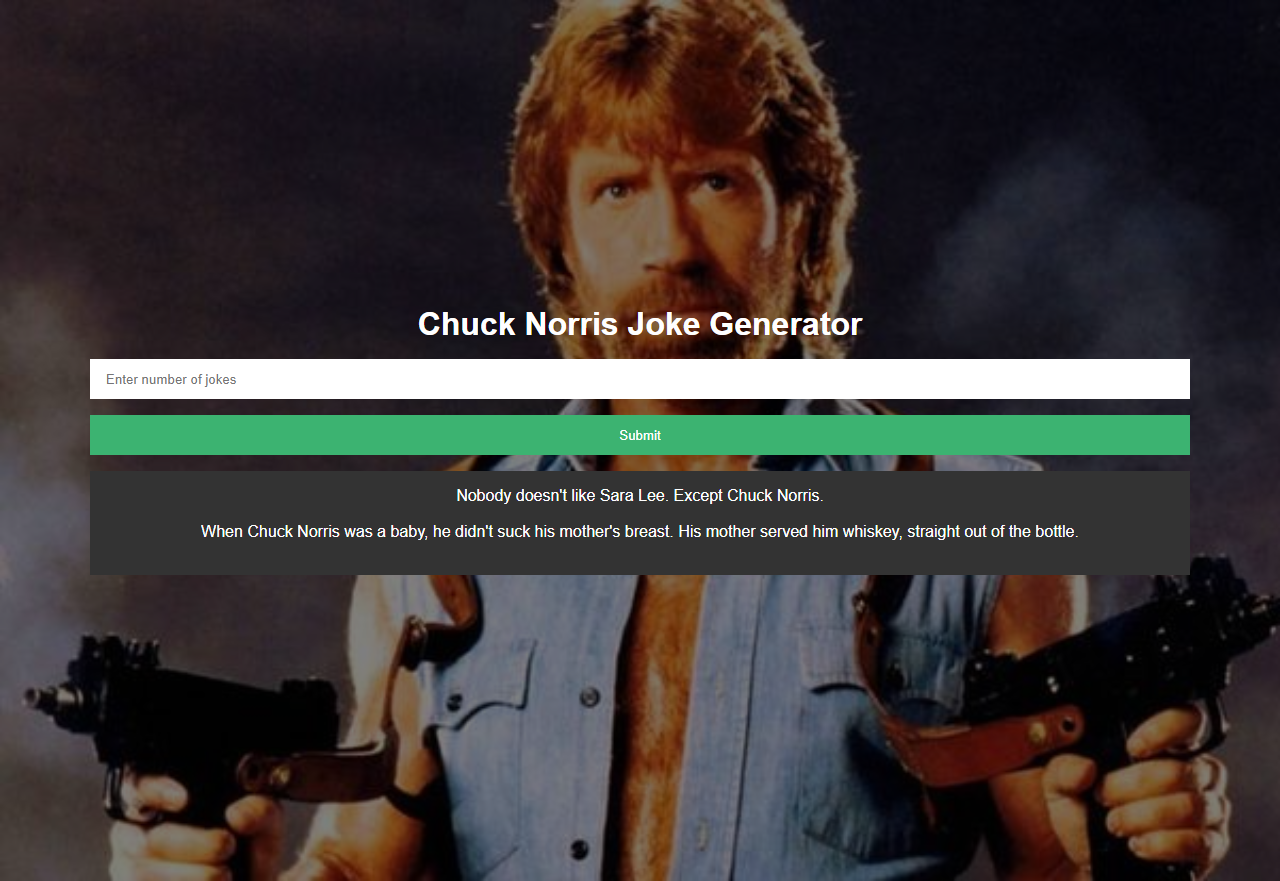 Chuck Norris Joke Generator
Enter number of jokes
Submit
Nobody doesn't like Sara Lee. Except Chuck Norris.
When Chuck Norris was a baby, he didn't suck his mother's breast. His mother served him whiskey, straight out of the bottle.